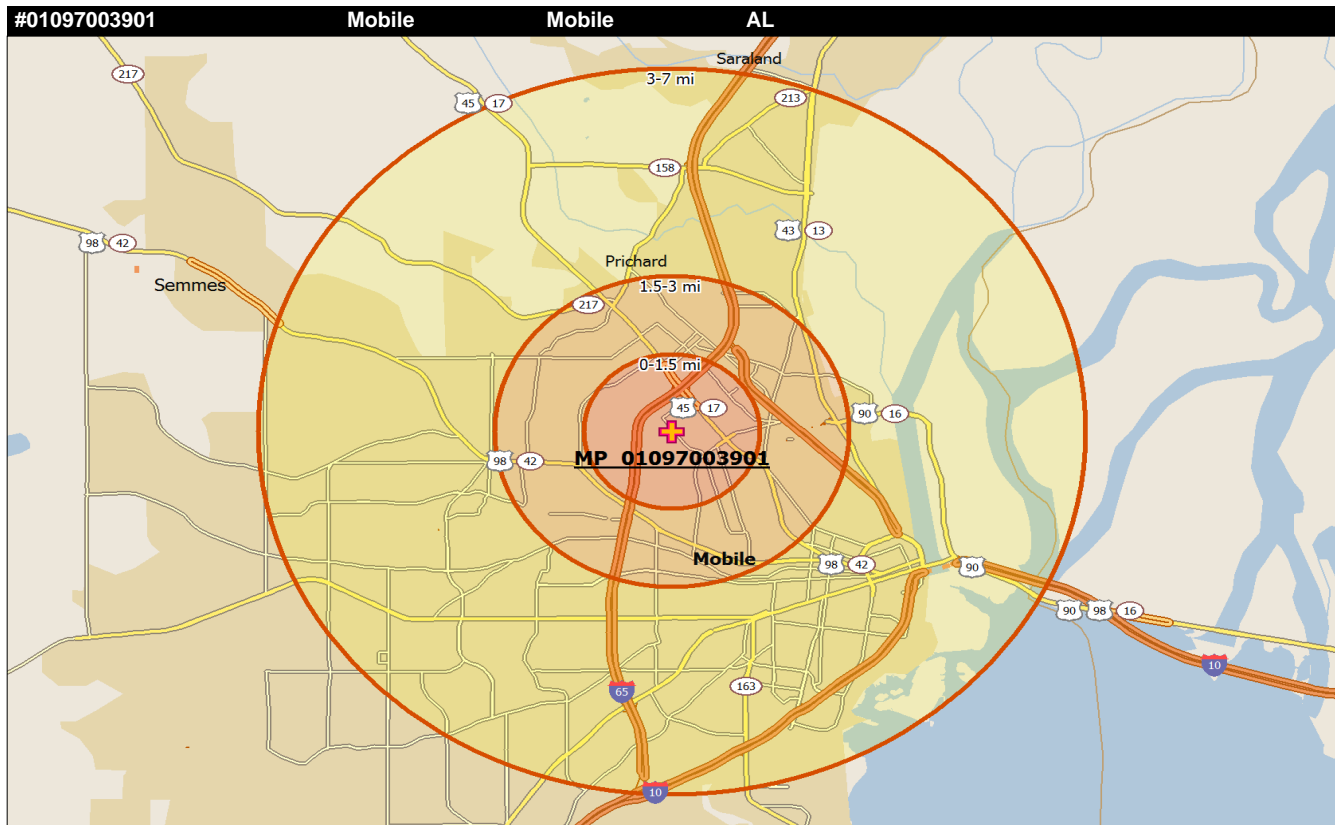 #01097003901 Mobile Mobile AL
Saraland
217
3-7 mi
45 17
213
158
43 13
98 42
Prichard
Semmes
1.5-3 mi
217
0-1.5 mi
45 17
90 16
MP 01097003901
98 42
Mobile
98 42
90
90 98 16
10
65
163
10